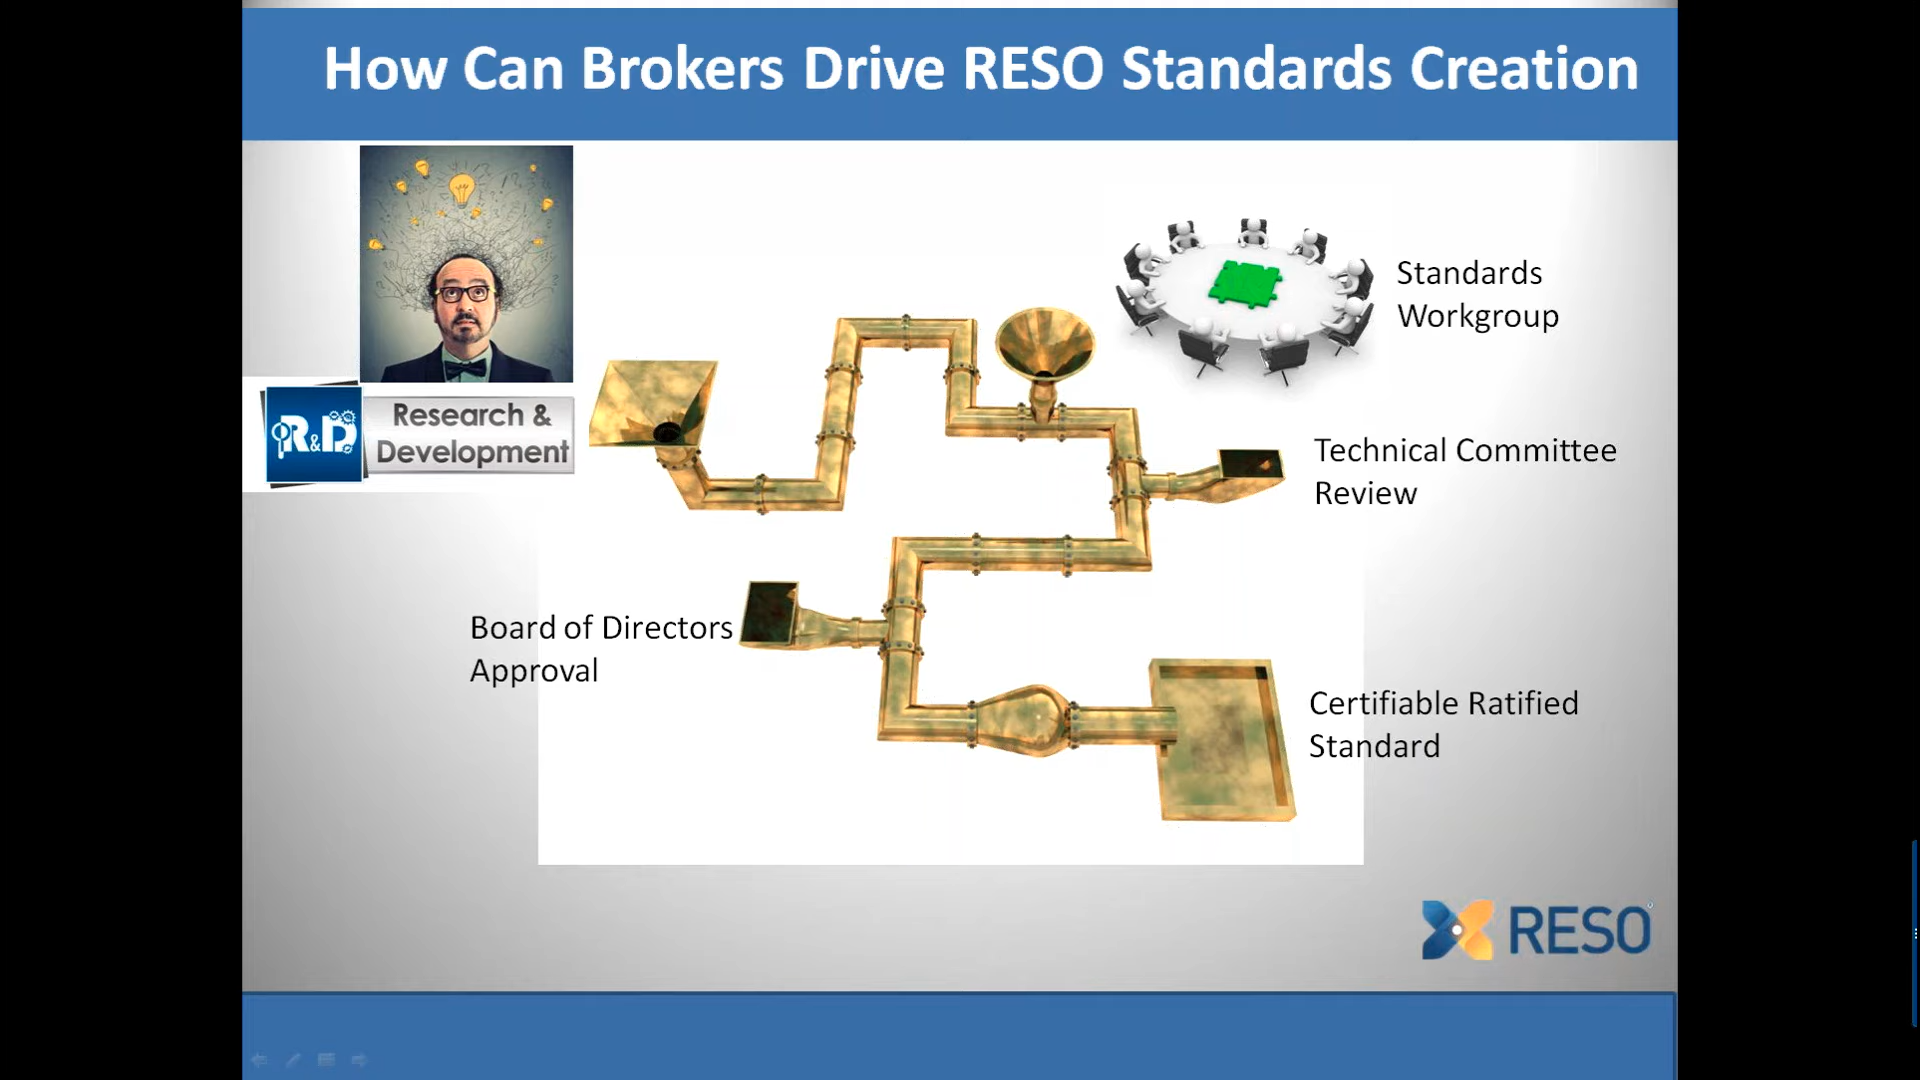 How Can Brokers Drive RESO Standards Creation
Standards
Workgroup
R&D
Research &
Development
Technical Committee
Review
Board of Directors
Approval
Certifiable Ratified
Standard
RESO